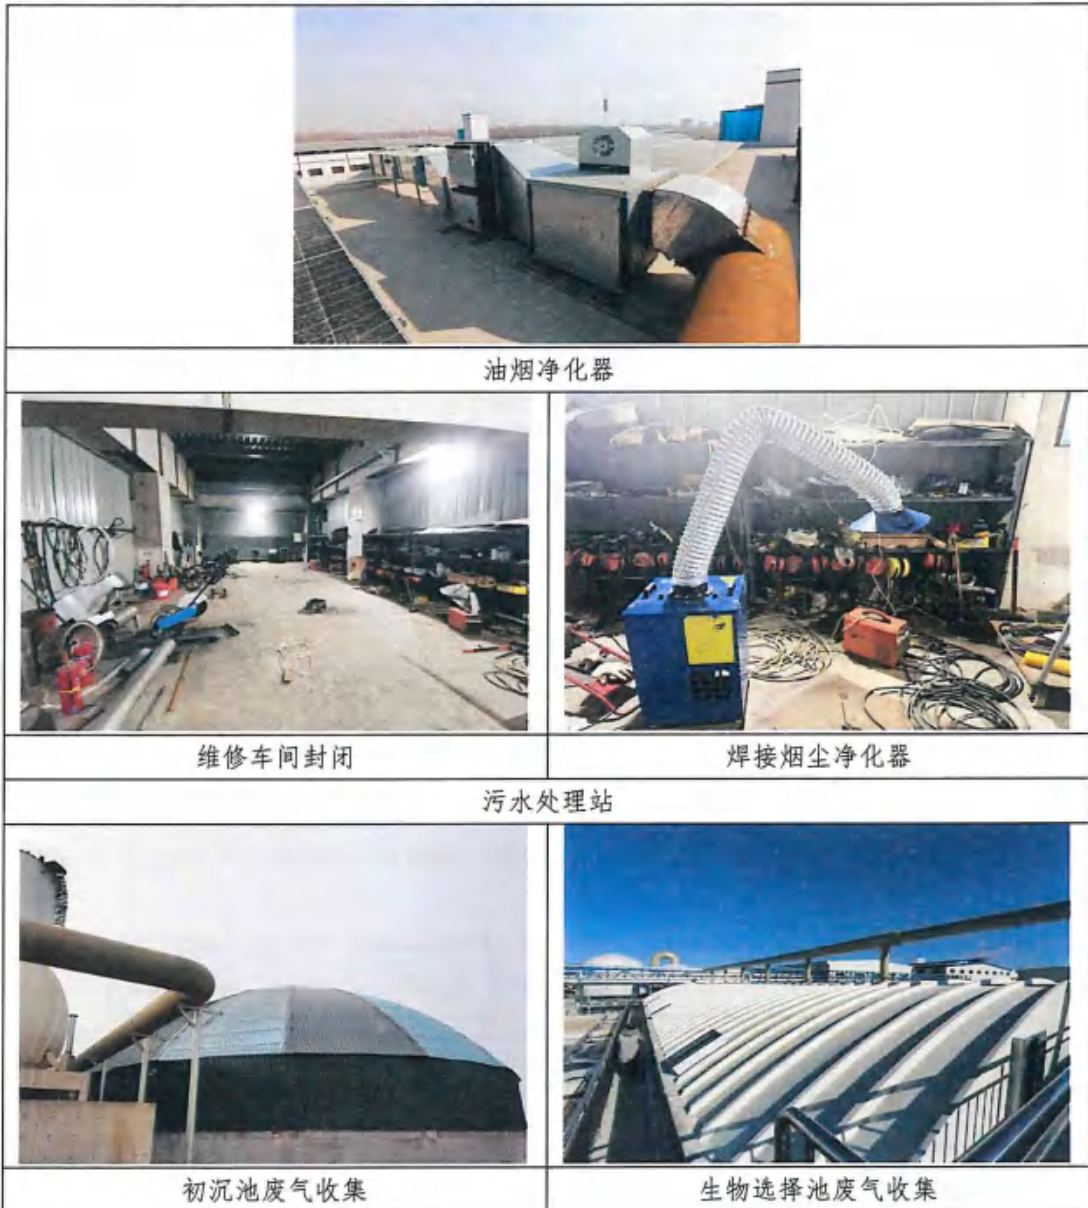 油烟净化器
维修车间封闭
焊接烟尘净化器
污水处理站
初沉池废气收集
生物选择池废气收集